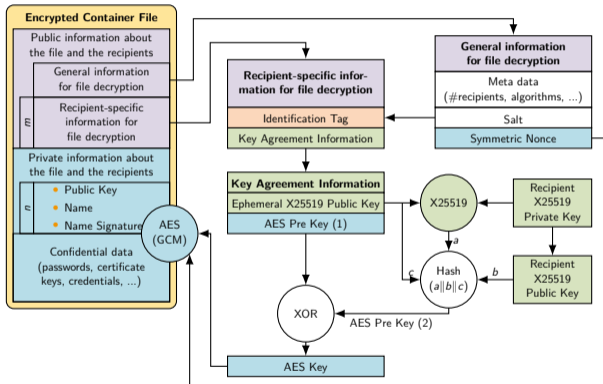 Encrypted Container File
Public information about
the file and the recipients
General information
for file decryption
m
Recipient-specific
information for
file decryption
Private information about
the file and the recipients
n
• Public Key
• Name
• Name Signature
Confidential data
(passwords, certificate
keys, credentials, ...)
AES
(GCM)
Recipient-specific infor-
mation for file decryption
Identification Tag
Key Agreement Information
General information
for file decryption
Meta data
(#recipients, algorithms, ...)
Salt
Symmetric Nonce
Key Agreement Information
Ephemeral X25519 Public Key
AES Pre Key (1)
X25519
Recipient
X25519
Private Key
a
c
Hash
(a||b||c)
b
Recipient
X25519
Public Key
XOR
AES Pre Key (2)
AES Key